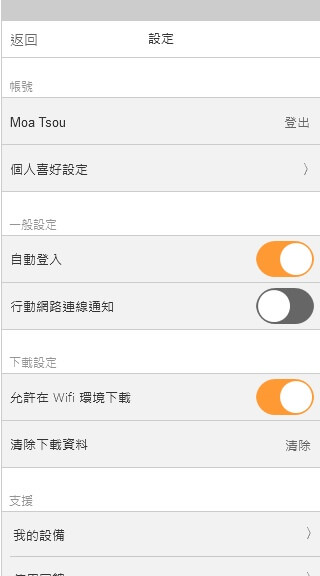 返回 設定
帳號
Moa Tsou 登出
個人喜好設定
一般設定
自動登入
行動網路連線通知
下載設定
允許在 Wifi 環境下載
清除下載資料 清除
支援
我的設備